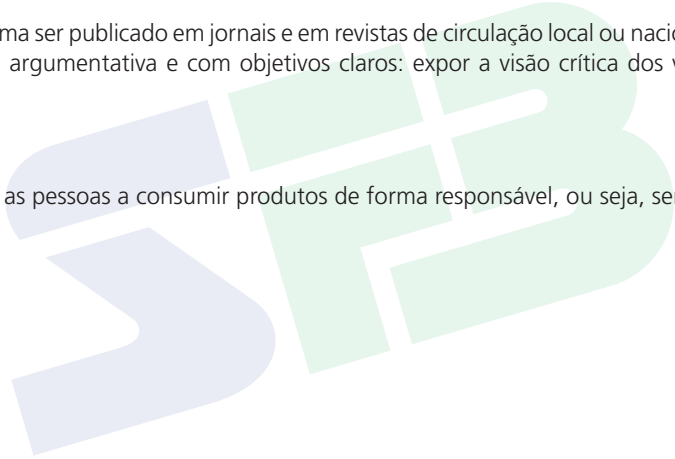 ma ser publicado em jornais e em revistas de circulação local ou nacio
argumentativa e com objetivos claros: expor a visão crítica dos v
as pessoas a consumir produtos de forma responsável, ou seja, se
SFB